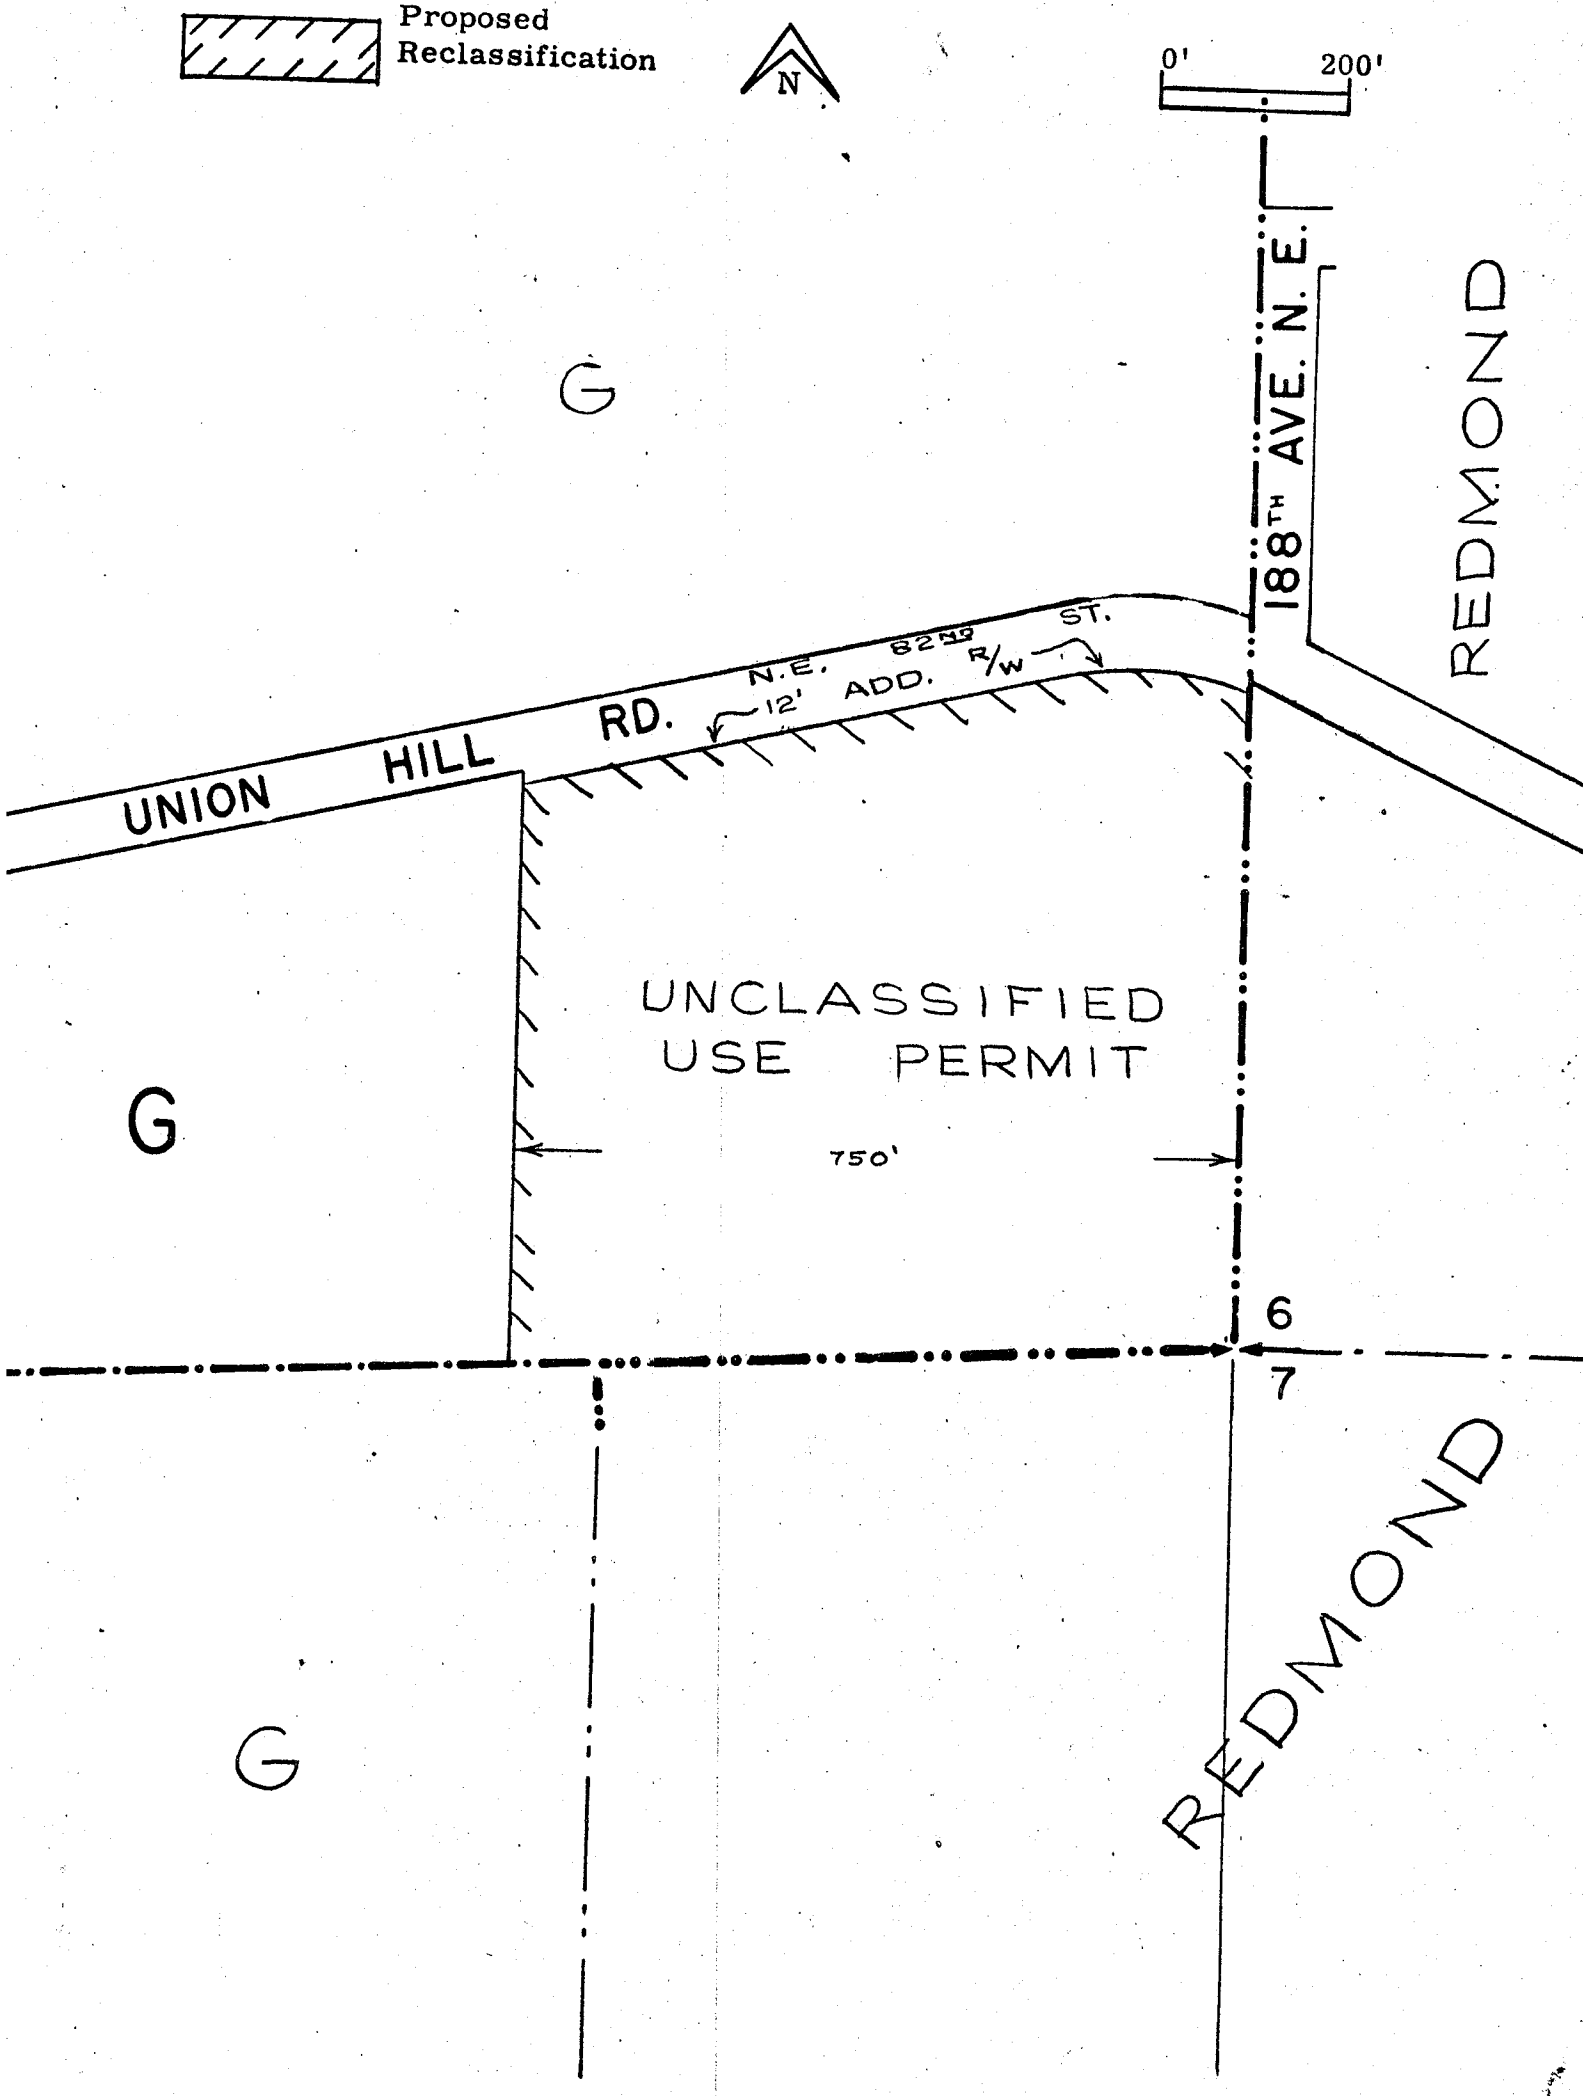 Proposed
Reclassification
N
0' 200'
188TH AVE. N. E.
REDMOND
G
UNION HILL RD.
N.E. 82ND ST.
12' ADD. R/W
UNCLASSIFIED
USE PERMIT
G
750'
6
7
REDMOND
G